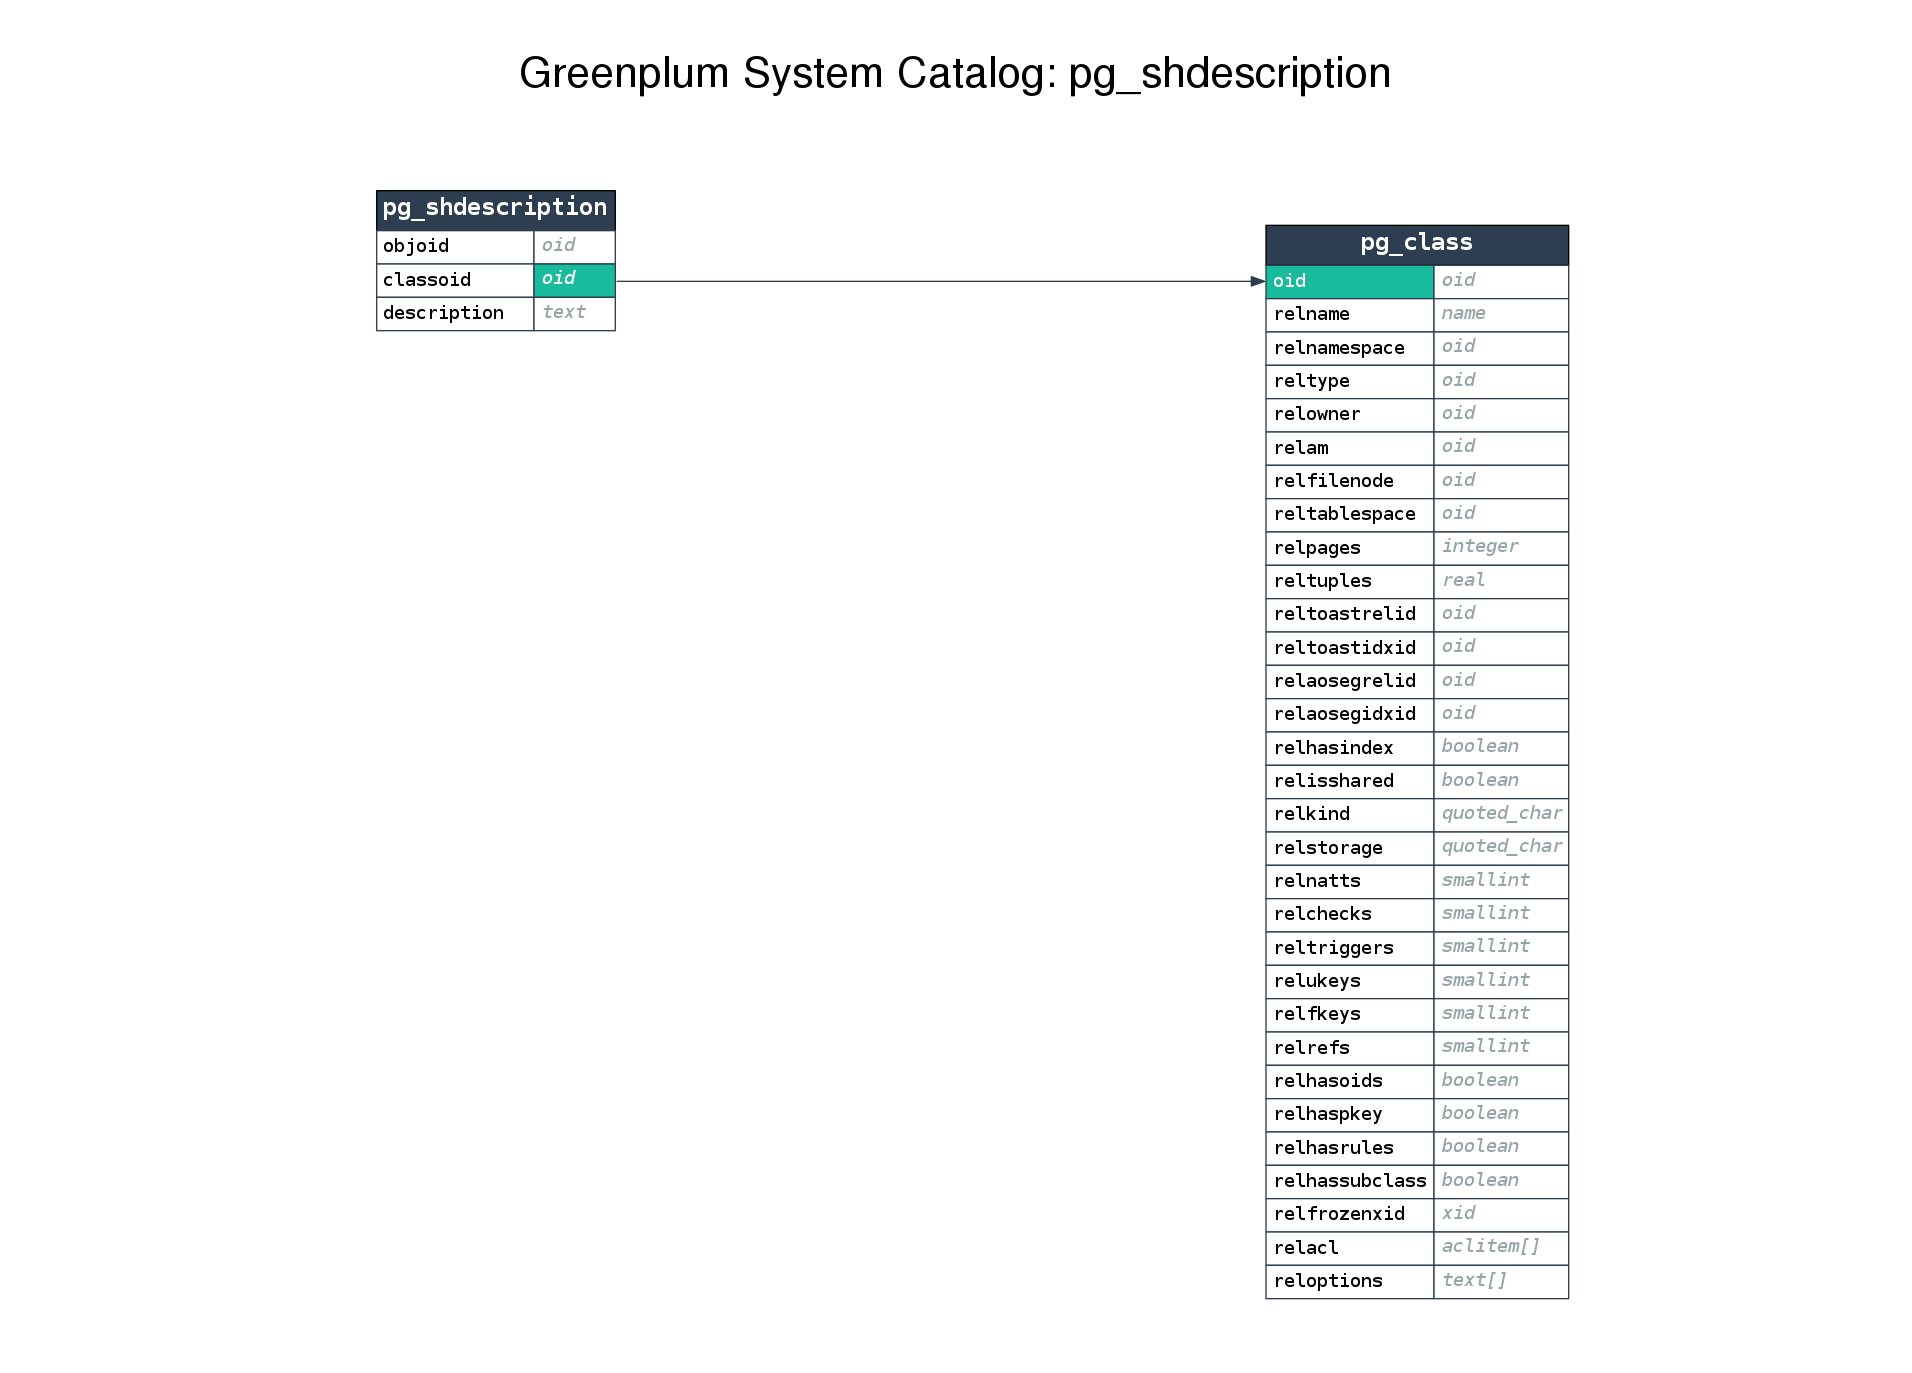 Greenplum System Catalog: pg_shdescription
pg_shdescription
objoid oid
classoid oid
description text
pg_class
oid oid
relname name
relnamespace oid
reltype oid
relowner oid
relam oid
relfilenode oid
reltablespace oid
relpages integer
reltuples real
reltoastrelid oid
reltoastidxid oid
relaosegrelid oid
relaosegidxid oid
relhasindex boolean
relisshared boolean
relkind quoted_char
relstorage quoted_char
relnatts smallint
relchecks smallint
reltriggers smallint
relukeys smallint
relfkeys smallint
relrefs smallint
relhasoids boolean
relhaspkey boolean
relhasrules boolean
relhassubclass boolean
relfrozenxid xid
relacl aclitem[]
reloptions text[]